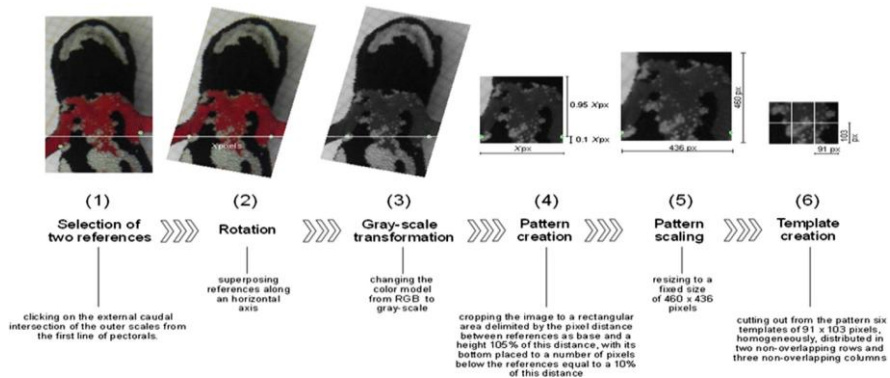 Xpixels
0.95 Xpx
0.1 Xpx
Xpx
460 px
436 px
103 px
91 px
(1)
Selection of
two references
clicking on the external caudal
intersection of the outer scales from
the first line of pectorals.
(2)
Rotation
superposing
references along
an horizontal
axis
(3)
Gray-scale
transformation
changing the
color model
from RGB to
gray-scale
(4)
Pattern
creation
cropping the image to a rectangular
area delimited by the pixel distance
between references as base and a
height 105% of this distance, with its
bottom placed to a number of pixels
below the references equal to a 10%
of this distance
(5)
Pattern
scaling
resizing to a
fixed size
of 460 x 436
pixels
(6)
Template
creation
cutting out from the pattern six
templates of 91 x 103 pixels,
homogeneously, distributed in
two non-overlapping rows and
three non-overlapping columns